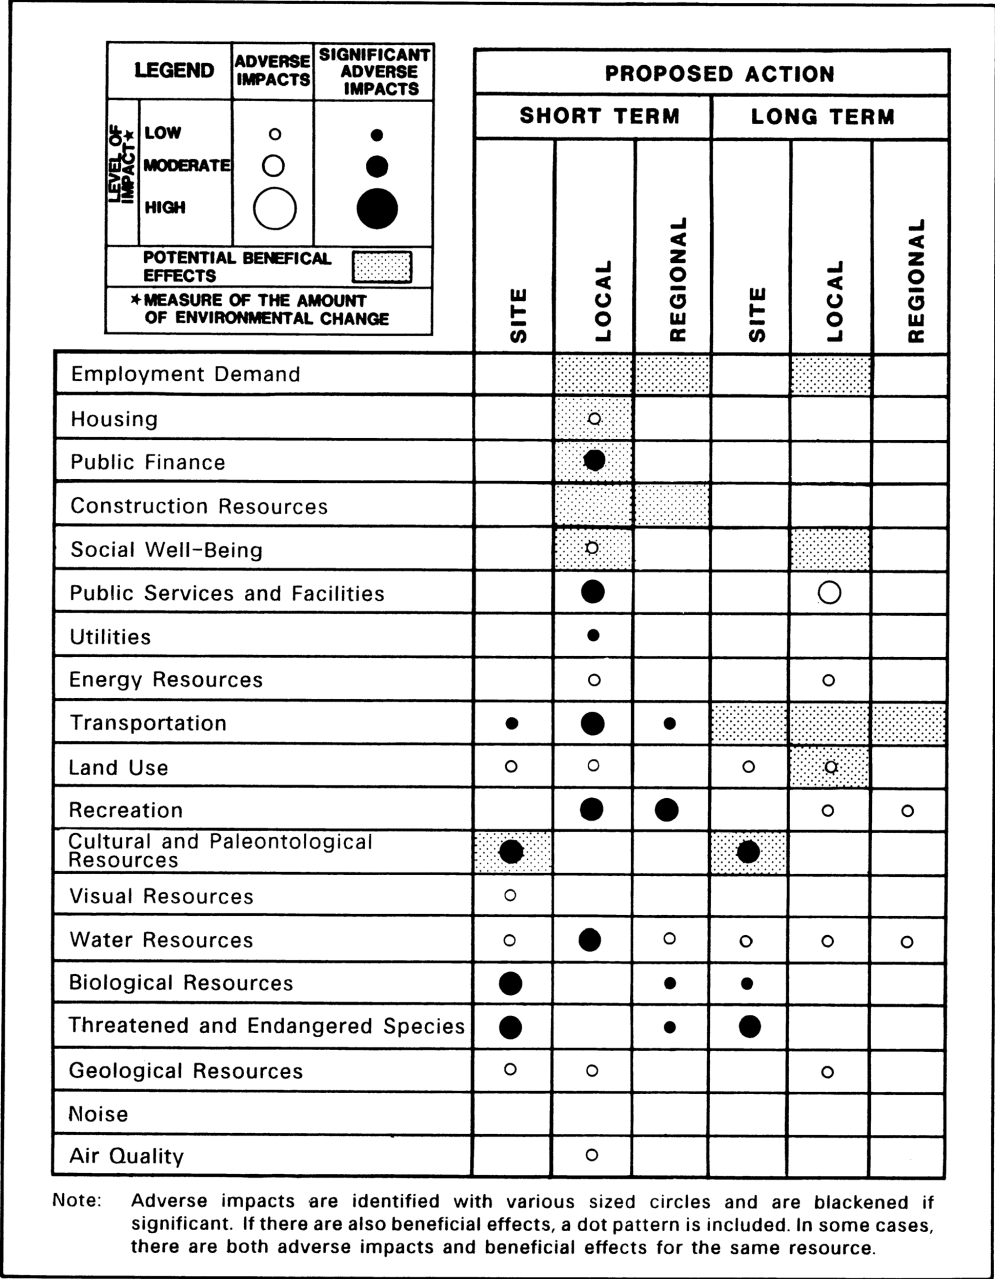 LEGEND
ADVERSE
IMPACTS
SIGNIFICANT
ADVERSE
IMPACTS
LEVEL OF
IMPACT★
LOW
MODERATE
HIGH
POTENTIAL BENEFICAL
EFFECTS
★MEASURE OF THE AMOUNT
OF ENVIRONMENTAL CHANGE
PROPOSED ACTION
SHORT TERM
LONG TERM
SITE
LOCAL
REGIONAL
SITE
LOCAL
REGIONAL
Employment Demand
Housing
Public Finance
Construction Resources
Social Well-Being
Public Services and Facilities
Utilities
Energy Resources
Transportation
Land Use
Recreation
Cultural and Paleontological
Resources
Visual Resources
Water Resources
Biological Resources
Threatened and Endangered Species
Geological Resources
Noise
Air Quality
Note: Adverse impacts are identified with various sized circles and are blackened if
significant. If there are also beneficial effects, a dot pattern is included. In some cases,
there are both adverse impacts and beneficial effects for the same resource.